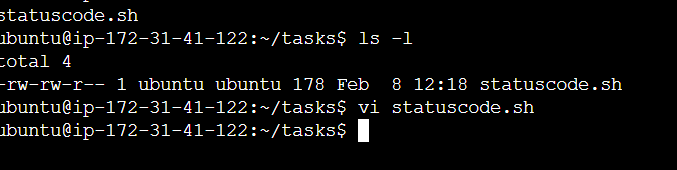 statuscode.sh
ubuntu@ip-172-31-41-122:~/tasks$ ls -l
total 4
-rw-rw-r-- 1 ubuntu ubuntu 178 Feb  8 12:18 statuscode.sh
ubuntu@ip-172-31-41-122:~/tasks$ vi statuscode.sh
ubuntu@ip-172-31-41-122:~/tasks$